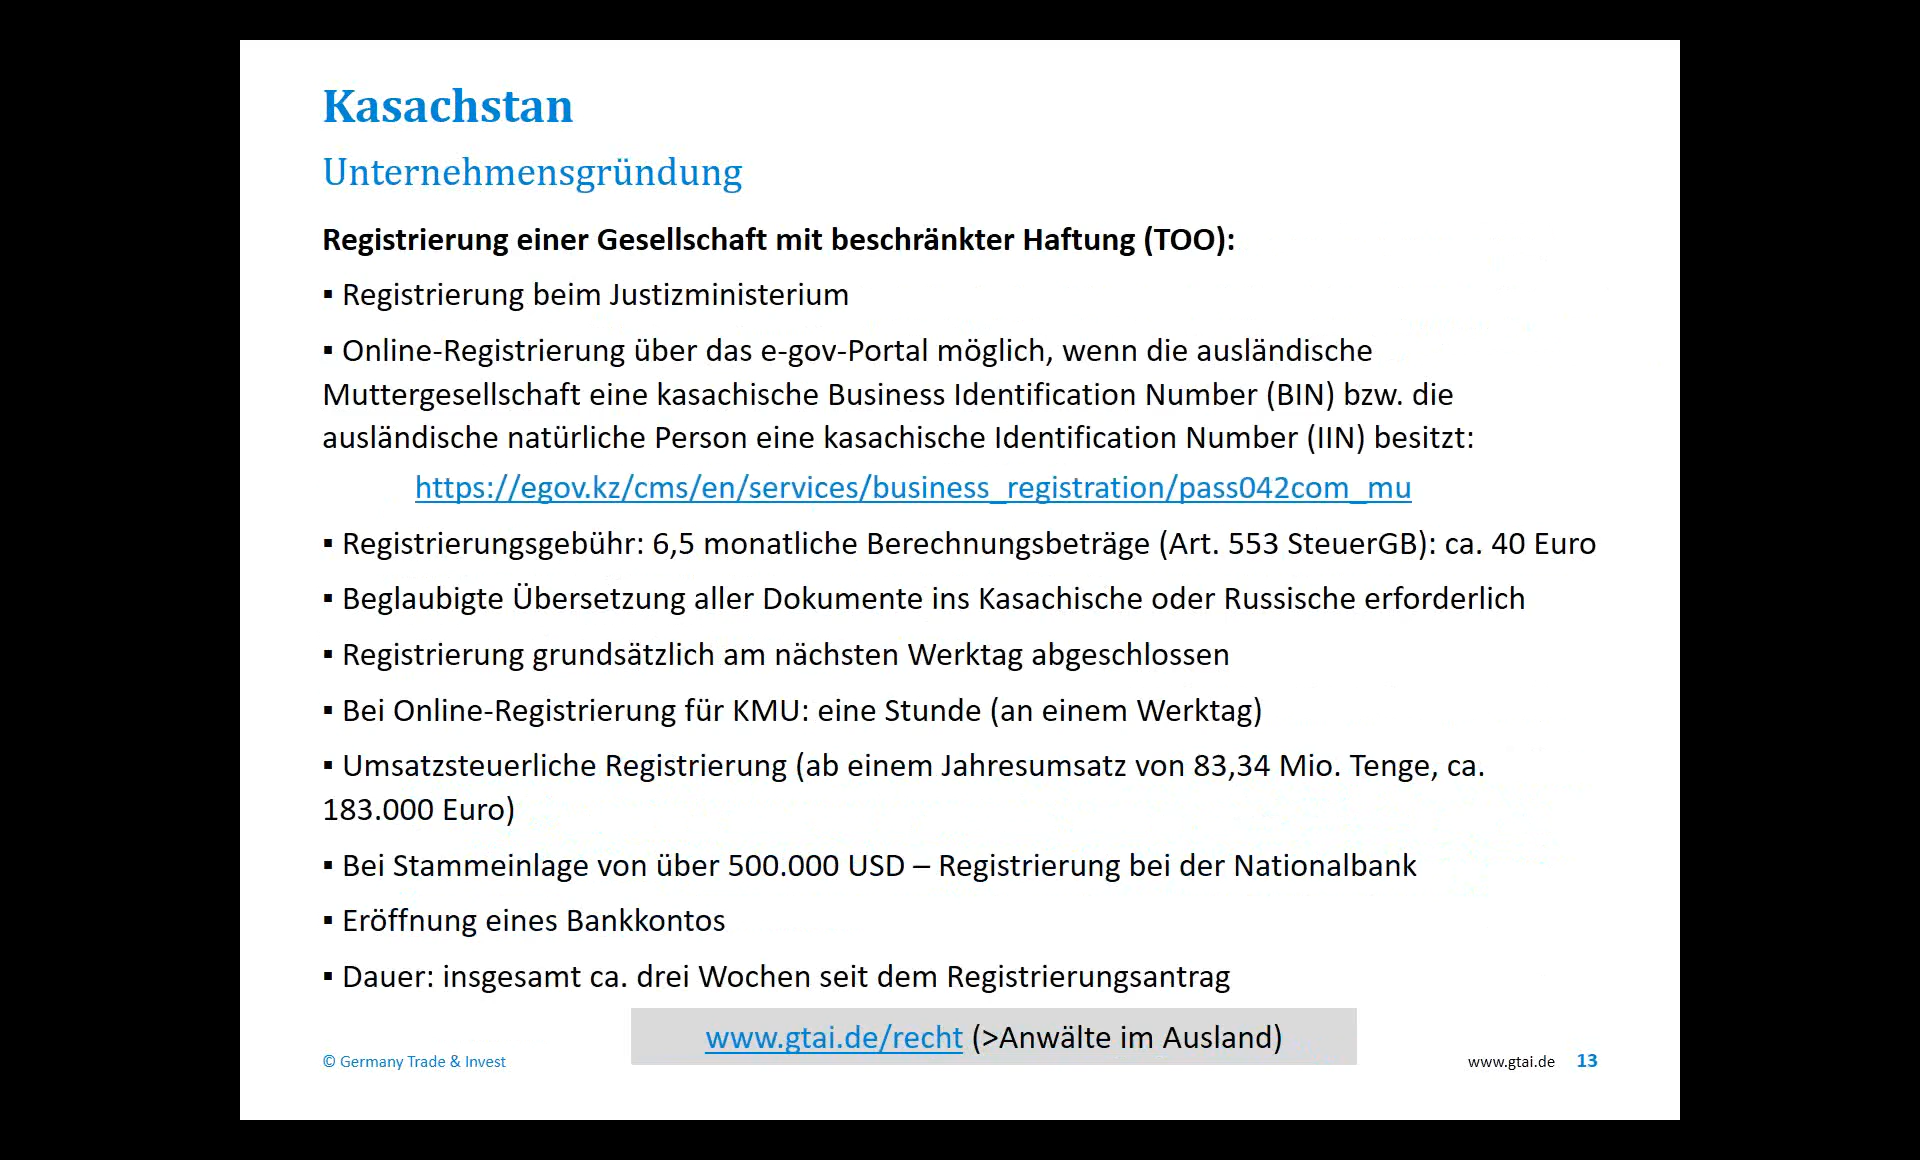 Kasachstan
Unternehmensgründung
Registrierung einer Gesellschaft mit beschränkter Haftung (TOO):
▪ Registrierung beim Justizministerium
▪ Online-Registrierung über das e-gov-Portal möglich, wenn die ausländische
Muttergesellschaft eine kasachische Business Identification Number (BIN) bzw. die
ausländische natürliche Person eine kasachische Identification Number (IIN) besitzt:
https://egov.kz/cms/en/services/business_registration/pass042com_mu
▪ Registrierungsgebühr: 6,5 monatliche Berechnungsbeträge (Art. 553 SteuerGB): ca. 40 Euro
▪ Beglaubigte Übersetzung aller Dokumente ins Kasachische oder Russische erforderlich
▪ Registrierung grundsätzlich am nächsten Werktag abgeschlossen
▪ Bei Online-Registrierung für KMU: eine Stunde (an einem Werktag)
▪ Umsatzsteuerliche Registrierung (ab einem Jahresumsatz von 83,34 Mio. Tenge, ca.
183.000 Euro)
▪ Bei Stammeinlage von über 500.000 USD – Registrierung bei der Nationalbank
▪ Eröffnung eines Bankkontos
▪ Dauer: insgesamt ca. drei Wochen seit dem Registrierungsantrag
www.gtai.de/recht (>Anwälte im Ausland)
© Germany Trade & Invest
www.gtai.de 13